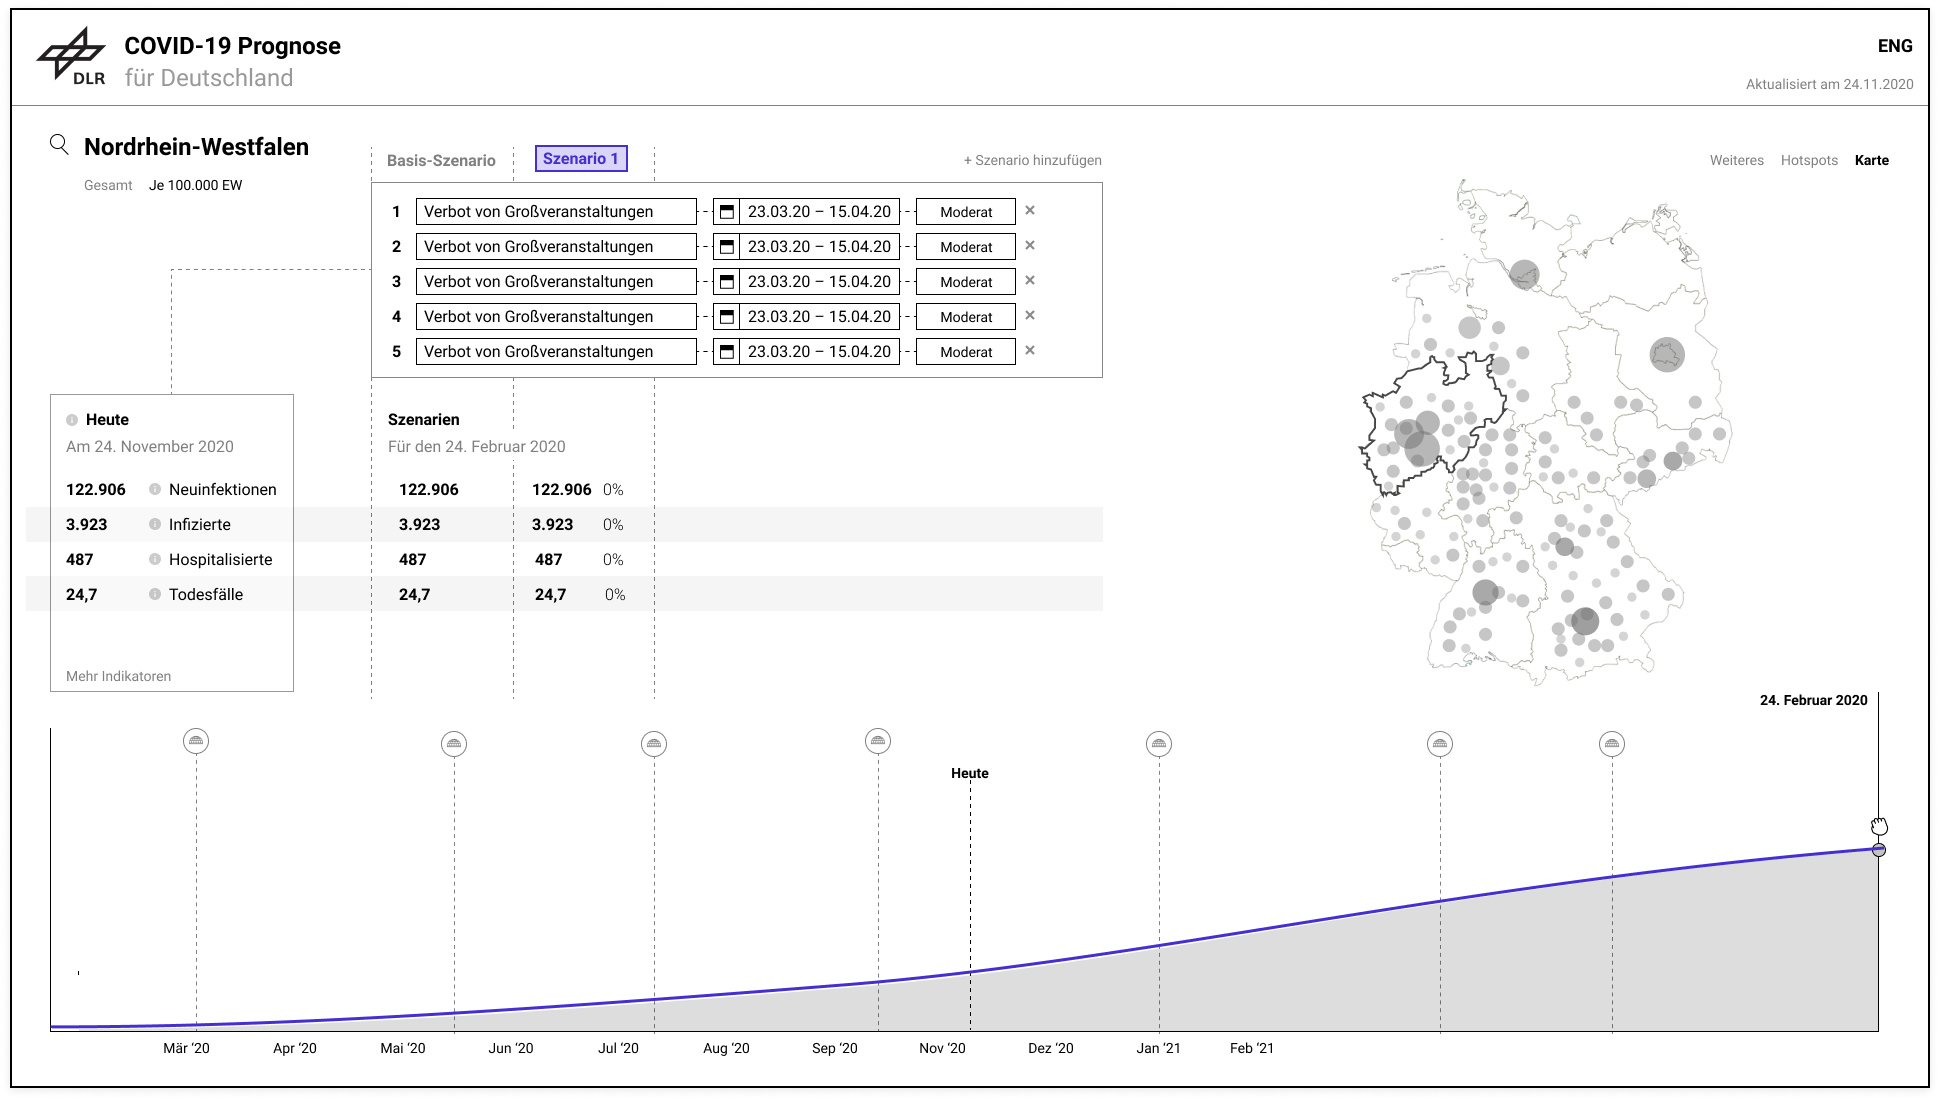 COVID-19 Prognose
für Deutschland
DLR
ENG
Aktualisiert am 24.11.2020
Nordrhein-Westfalen
Gesamt Je 100.000 EW
Basis-Szenario Szenario 1 + Szenario hinzufügen
Weiteres Hotspots Karte
1 Verbot von Großveranstaltungen 23.03.20 – 15.04.20 Moderat ×
2 Verbot von Großveranstaltungen 23.03.20 – 15.04.20 Moderat ×
3 Verbot von Großveranstaltungen 23.03.20 – 15.04.20 Moderat ×
4 Verbot von Großveranstaltungen 23.03.20 – 15.04.20 Moderat ×
5 Verbot von Großveranstaltungen 23.03.20 – 15.04.20 Moderat ×
Heute Szenarien
Am 24. November 2020 Für den 24. Februar 2020
122.906 Neuinfektionen 122.906 122.906 0%
3.923 Infizierte 3.923 3.923 0%
487 Hospitalisierte 487 487 0%
24,7 Todesfälle 24,7 24,7 0%
Mehr Indikatoren
24. Februar 2020
Heute
Mär ‘20 Apr ‘20 Mai ‘20 Jun ‘20 Jul ‘20 Aug ‘20 Sep ‘20 Nov ‘20 Dez ‘20 Jan ‘21 Feb ‘21